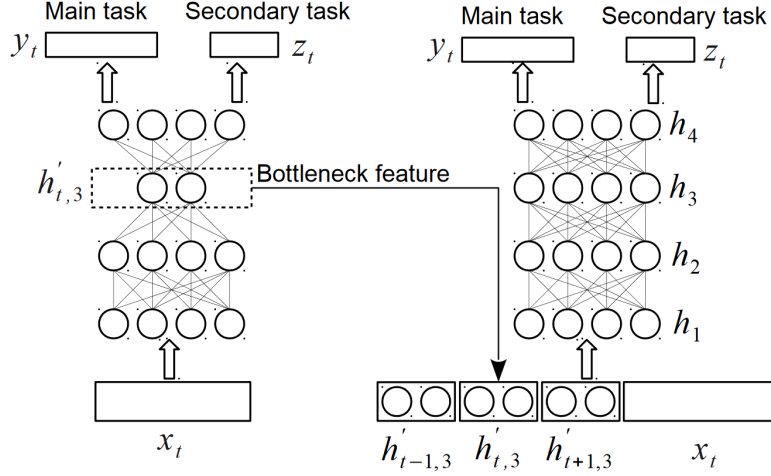 Main task Secondary task
y_t z_t
h'_{t,3} Bottleneck feature
x_t
Main task Secondary task
y_t z_t
h_4
h_3
h_2
h_1
h'_{t-1,3} h'_{t,3} h'_{t+1,3} x_t